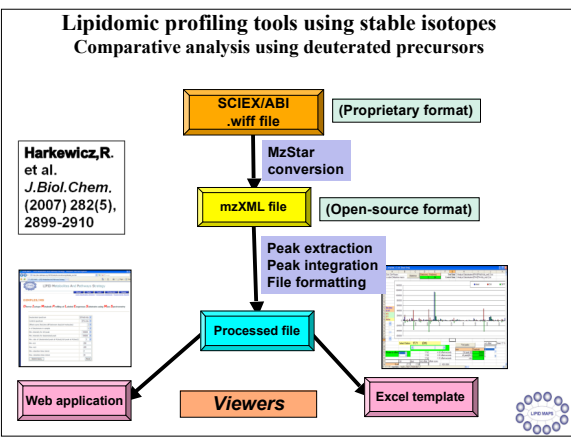 Lipidomic profiling tools using stable isotopes
Comparative analysis using deuterated precursors
SCIEX/ABI
.wiff file
(Proprietary format)
Harkewicz,R.
et al.
J.Biol.Chem.
(2007) 282(5),
2899-2910
MzStar
conversion
mzXML file
(Open-source format)
Peak extraction
Peak integration
File formatting
Processed file
Web application
Viewers
Excel template
LIPID MAPS